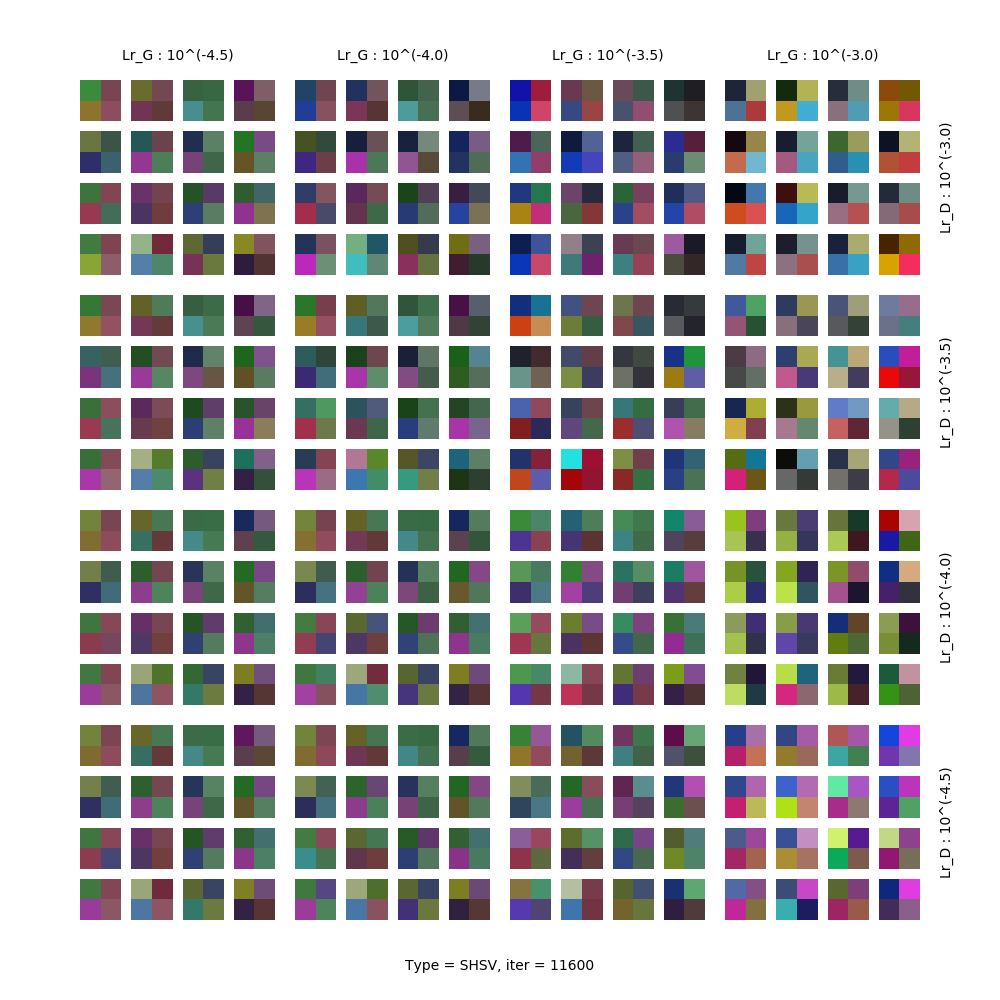 Lr_G : 10^(-4.5)
Lr_G : 10^(-4.0)
Lr_G : 10^(-3.5)
Lr_G : 10^(-3.0)
Lr_D : 10^(-3.0)
Lr_D : 10^(-3.5)
Lr_D : 10^(-4.0)
Lr_D : 10^(-4.5)
Type = SHSV, iter = 11600